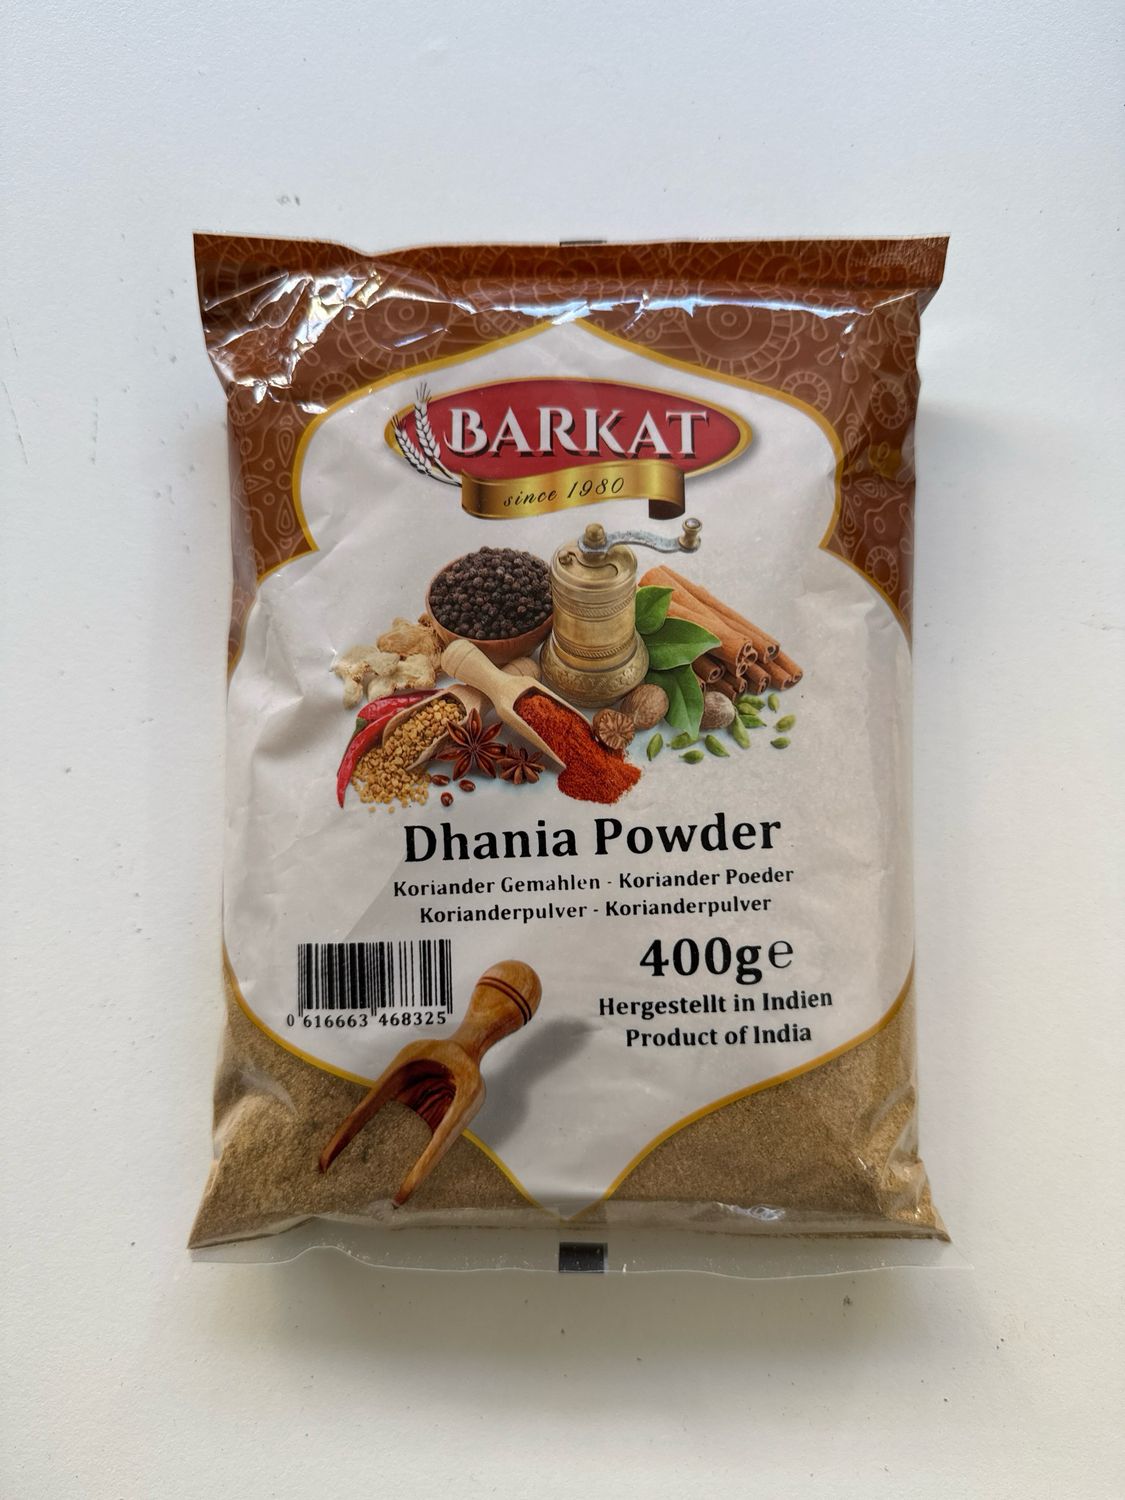 BARKAT
since 1980
Dhania Powder
Koriander Gemahlen - Koriander Poeder
Korianderpulver - Korianderpulver
400g℮
Hergestellt in Indien
Product of India
0 616663 468325